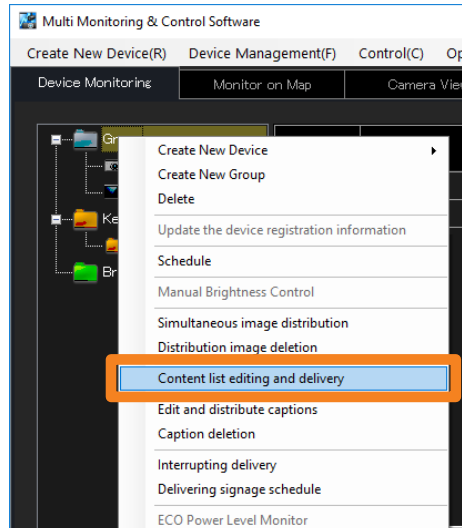 Multi Monitoring & Control Software
Create New Device(R) Device Management(F) Control(C)
Device Monitoring Monitor on Map Camera
Create New Device
Create New Group
Delete
Update the device registration information
Schedule
Manual Brightness Control
Simultaneous image distribution
Distribution image deletion
Content list editing and delivery
Edit and distribute captions
Caption deletion
Interrupting delivery
Delivering signage schedule
ECO Power Level Monitor